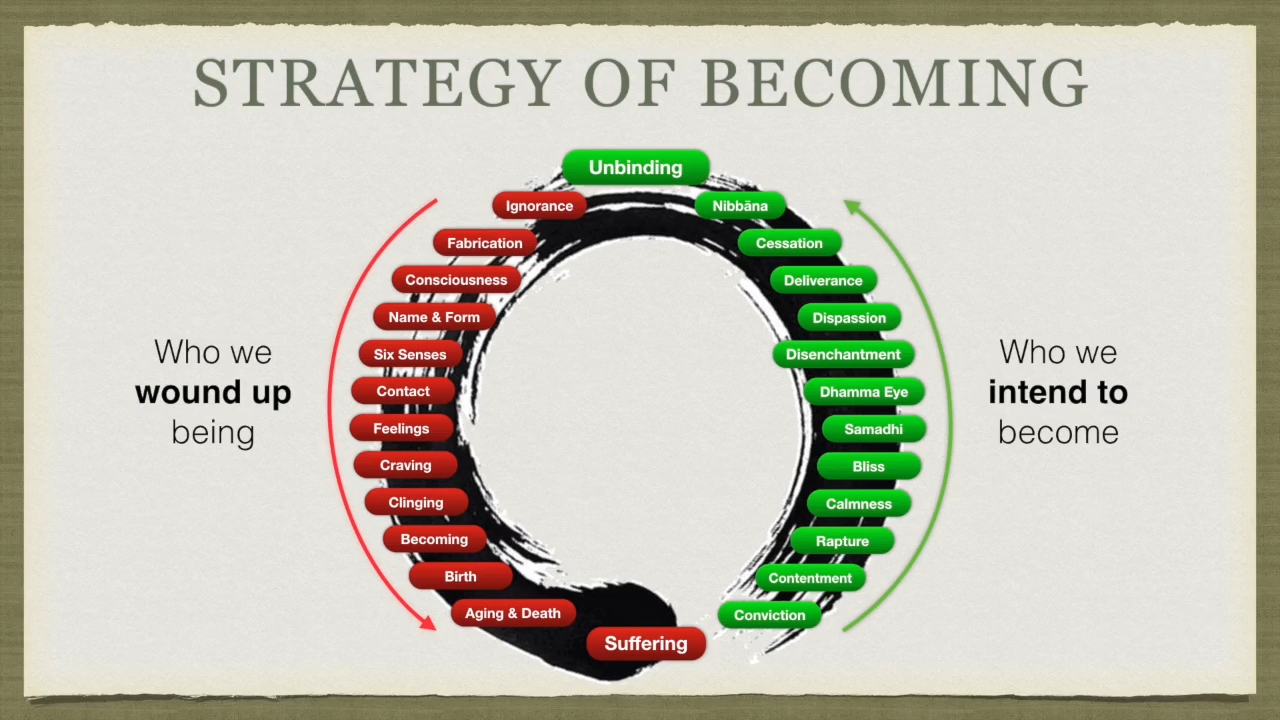 STRATEGY OF BECOMING
Unbinding
Ignorance
Fabrication
Consciousness
Name & Form
Six Senses
Contact
Feelings
Craving
Clinging
Becoming
Birth
Aging & Death
Suffering
Nibbāna
Cessation
Deliverance
Dispassion
Disenchantment
Dhamma Eye
Samadhi
Bliss
Calmness
Rapture
Contentment
Conviction
Who we
wound up
being
Who we
intend to
become